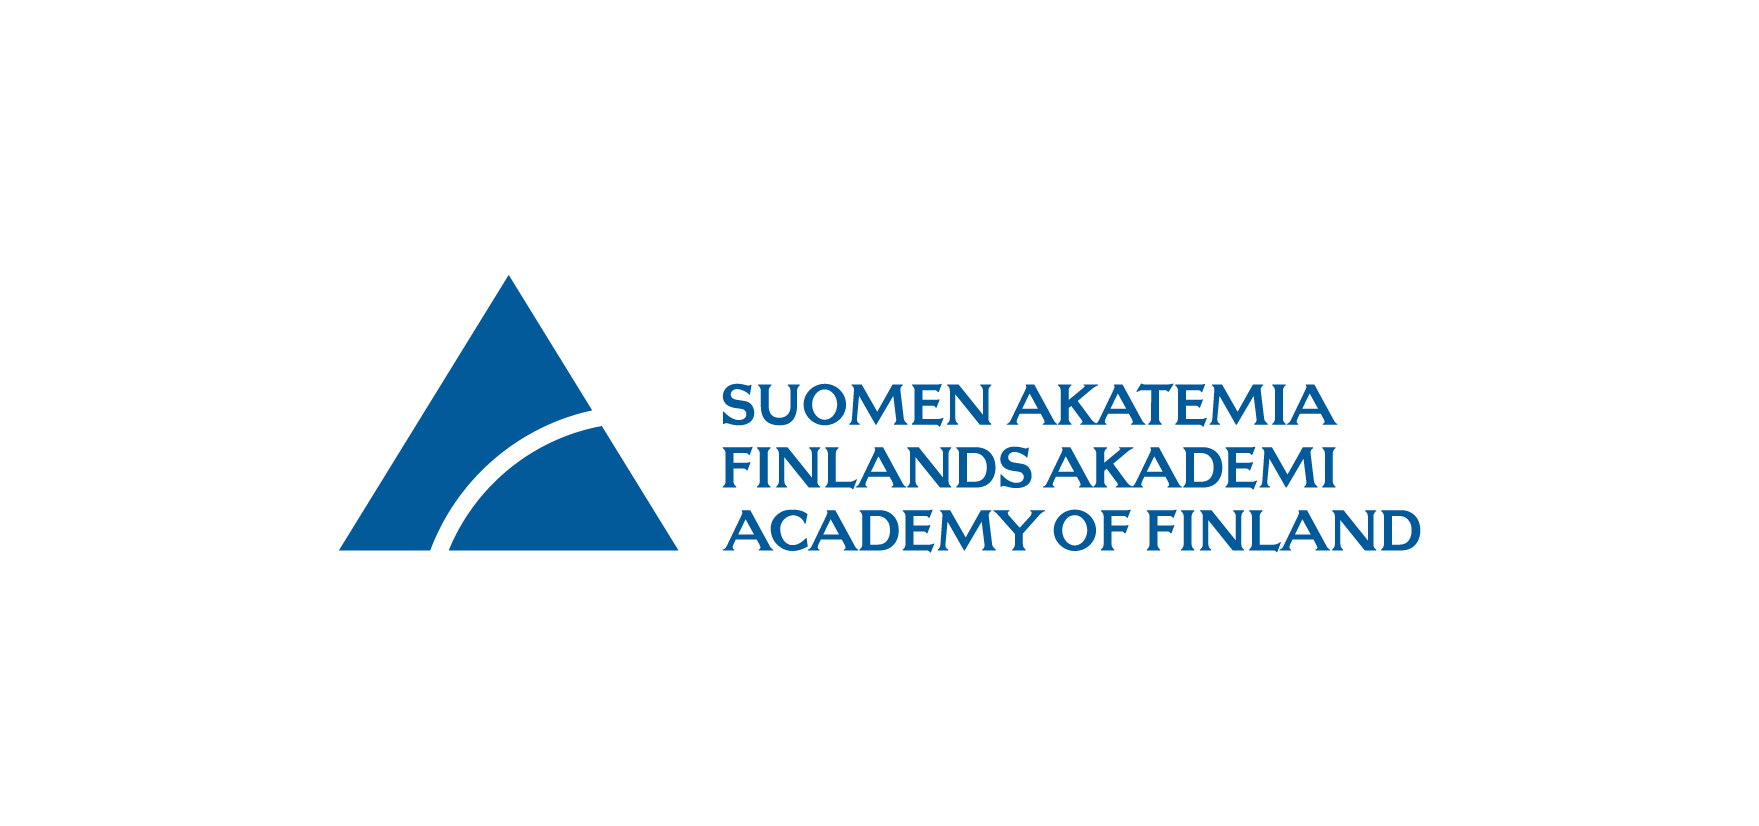 SUOMEN AKATEMIA
FINLANDS AKADEMI
ACADEMY OF FINLAND